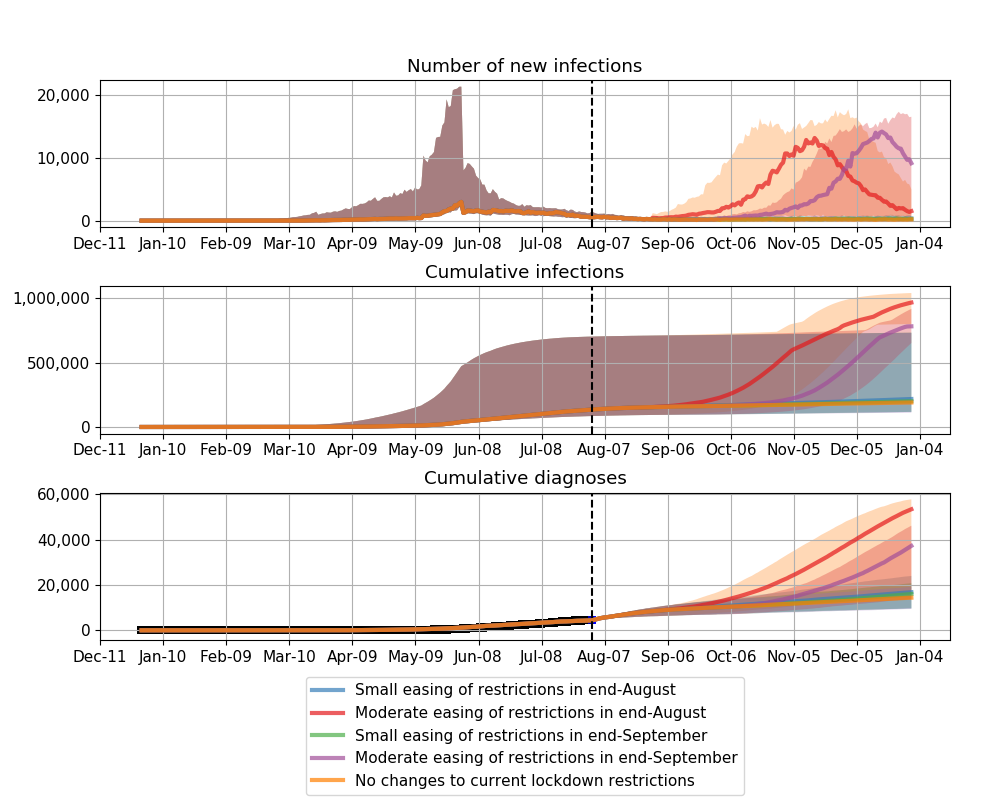 Number of new infections
20,000
10,000
0
Dec-11 Jan-10 Feb-09 Mar-10 Apr-09 May-09 Jun-08 Jul-08 Aug-07 Sep-06 Oct-06 Nov-05 Dec-05 Jan-04
Cumulative infections
1,000,000
500,000
0
Dec-11 Jan-10 Feb-09 Mar-10 Apr-09 May-09 Jun-08 Jul-08 Aug-07 Sep-06 Oct-06 Nov-05 Dec-05 Jan-04
Cumulative diagnoses
60,000
40,000
20,000
0
Dec-11 Jan-10 Feb-09 Mar-10 Apr-09 May-09 Jun-08 Jul-08 Aug-07 Sep-06 Oct-06 Nov-05 Dec-05 Jan-04
Small easing of restrictions in end-August
Moderate easing of restrictions in end-August
Small easing of restrictions in end-September
Moderate easing of restrictions in end-September
No changes to current lockdown restrictions